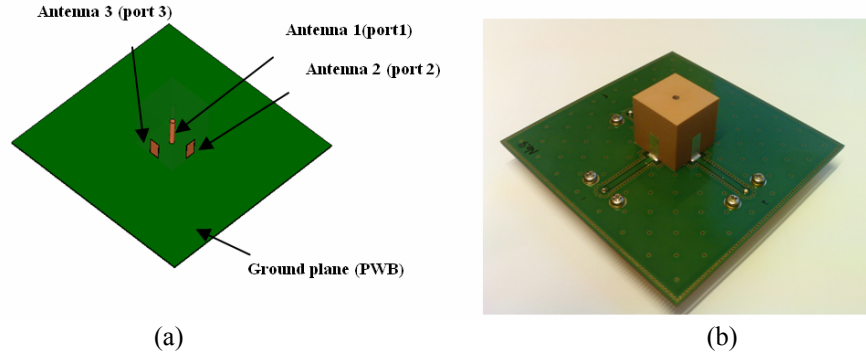 Antenna 3 (port 3)
Antenna 1(port1)
Antenna 2 (port 2)
Ground plane (PWB)
(a)
(b)